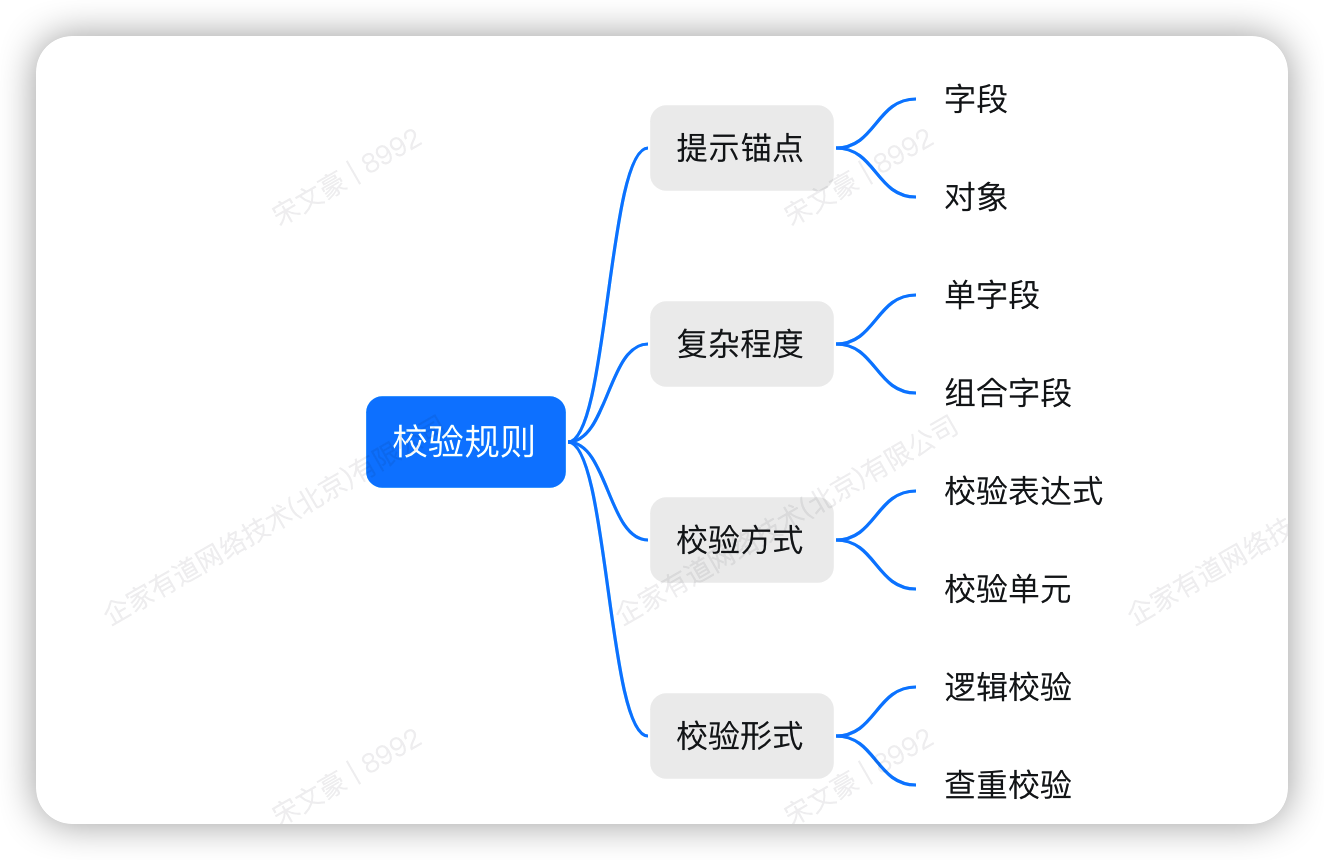 字段
提示锚点
对象
宋文豪 | 8992
宋文豪 | 8992
单字段
复杂程度
组合字段
校验规则
校验表达式
校验方式
校验单元
企家有道网络技术(北京)有限公司
企家有道网络技术(北京)有限公司
企家有道网络技
逻辑校验
校验形式
查重校验
宋文豪 | 8992
宋文豪 | 8992